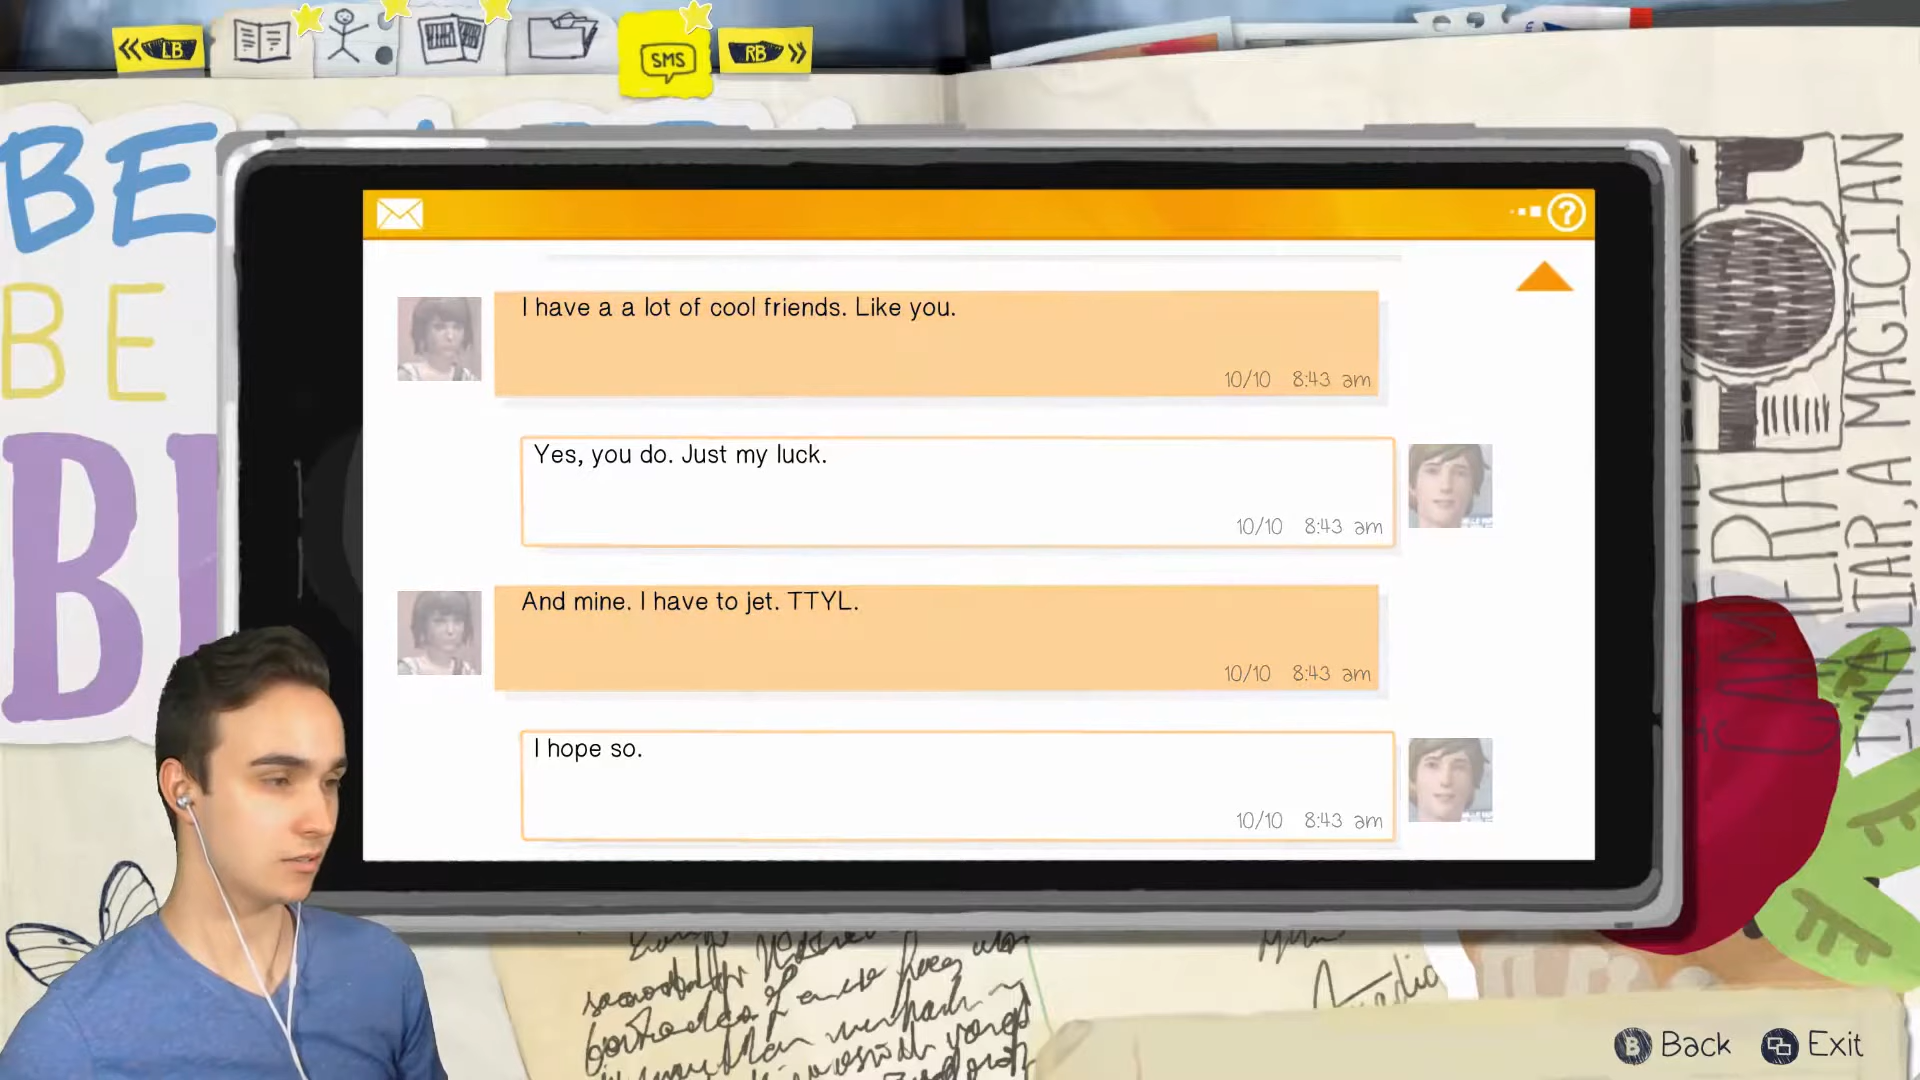 LB
SMS
RB
BE
BE
I have a a lot of cool friends. Like you.
10/10 8:43 am
Yes, you do. Just my luck.
10/10 8:43 am
And mine. I have to jet. TTYL.
10/10 8:43 am
I hope so.
10/10 8:43 am
CAMERA
LIAR, A MAGICIAN
B Back
Exit